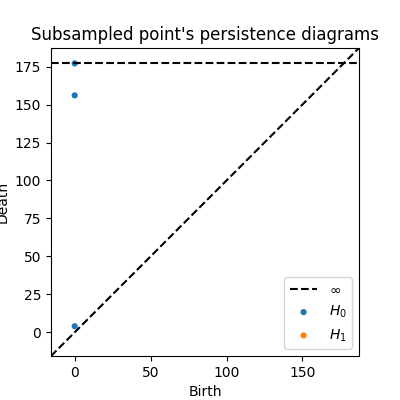 Subsampled point's persistence diagrams
175
150
125
100
75
50
25
0
Death
∞
H₀
H₁
0 50 100 150
Birth